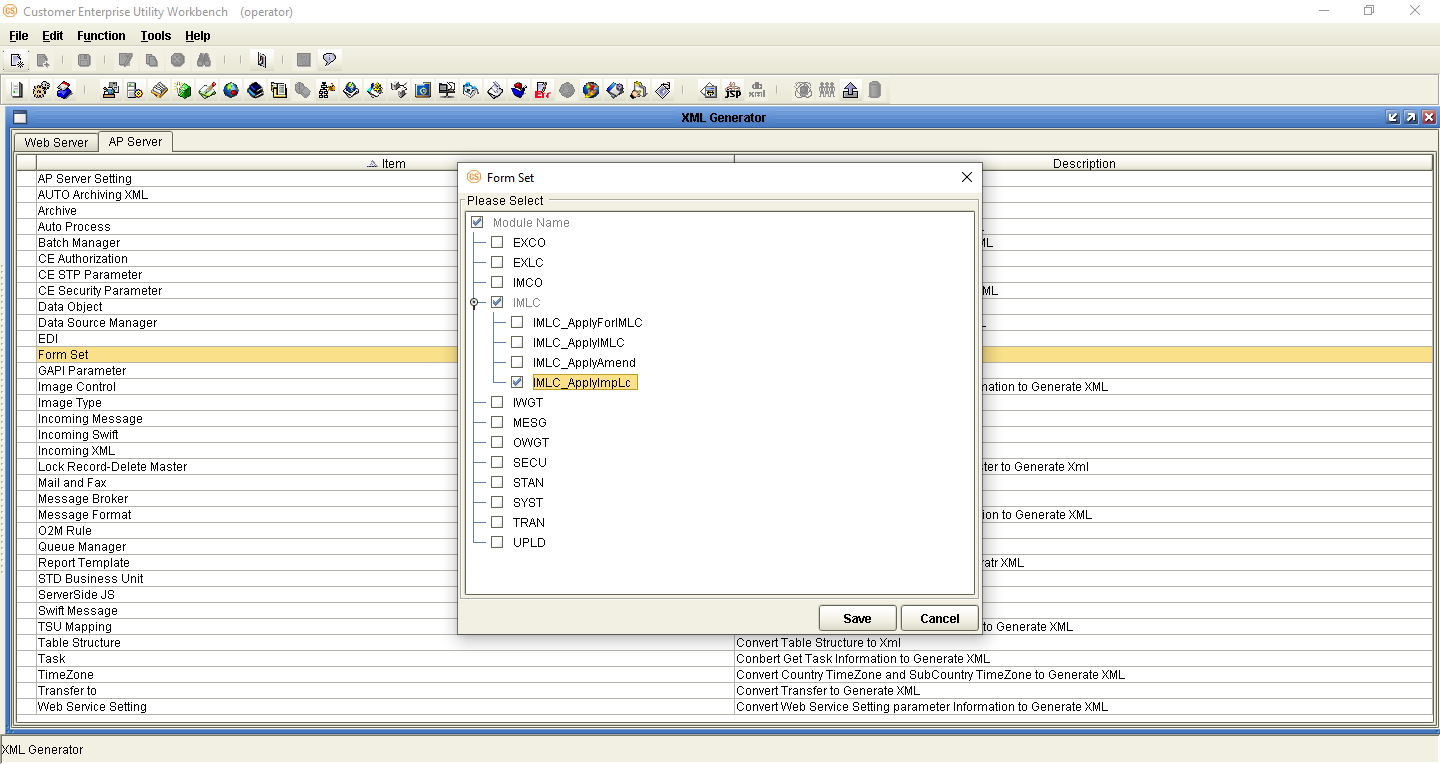 CS Customer Enterprise Utility Workbench (operator)
File Edit Function Tools Help
JSP xml
XML Generator
Web Server AP Server
Item Description
AP Server Setting
AUTO Archiving XML
Archive
Auto Process
Batch Manager
CE Authorization
CE STP Parameter
CE Security Parameter
Data Object
Data Source Manager
EDI
Form Set
GAPI Parameter
Image Control
Image Type
Incoming Message
Incoming Swift
Incoming XML
Lock Record-Delete Master
Mail and Fax
Message Broker
Message Format
O2M Rule
Queue Manager
Report Template
STD Business Unit
ServerSide JS
Swift Message
TSU Mapping
Table Structure Convert Table Structure to Xml
Task Conbert Get Task Information to Generate XML
TimeZone Convert Country TimeZone and SubCountry TimeZone to Generate XML
Transfer to Convert Transfer to Generate XML
Web Service Setting Convert Web Service Setting parameter Information to Generate XML
CS Form Set
Please Select
Module Name
EXCO
EXLC
IMCO
IMLC
IMLC_ApplyForIMLC
IMLC_ApplyIMLC
IMLC_ApplyAmend
IMLC_ApplyImpLc
IWGT
MESG
OWGT
SECU
STAN
SYST
TRAN
UPLD
Save Cancel
to Generate XML
to Generate Xml
to Generate XML
XML
to Generate XML
XML Generator